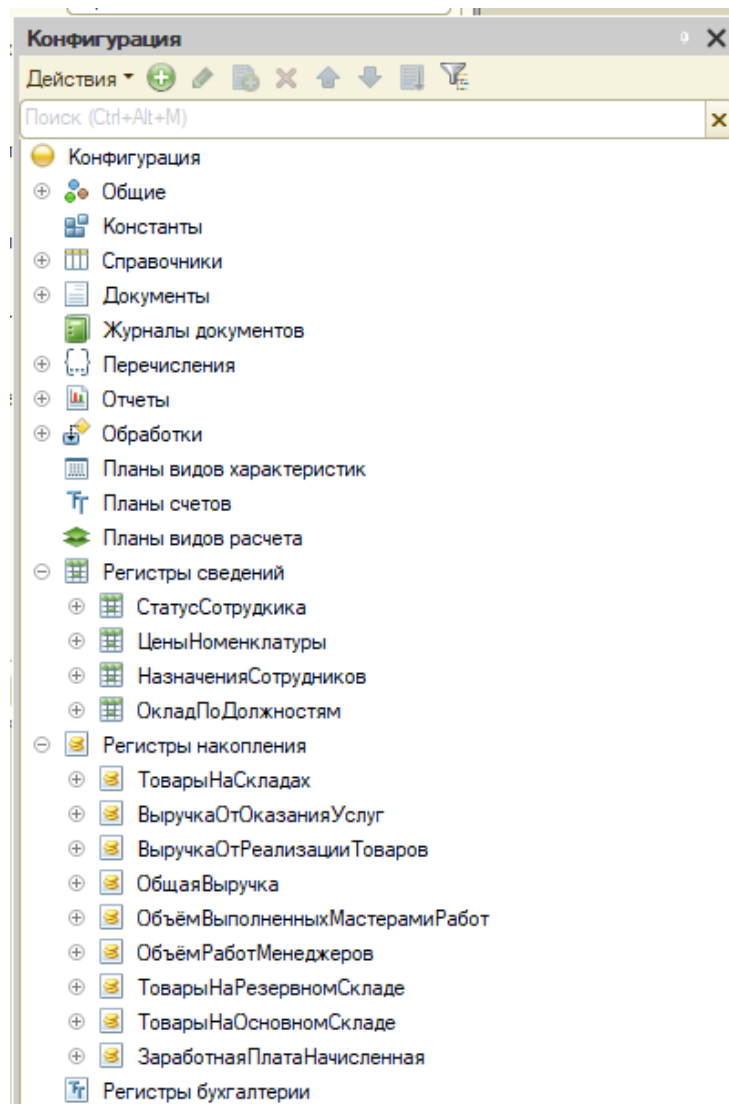 Конфигурация
Действия
Поиск (Ctrl+Alt+M)
Конфигурация
Общие
Константы
Справочники
Документы
Журналы документов
Перечисления
Отчеты
Обработки
Планы видов характеристик
Планы счетов
Планы видов расчета
Регистры сведений
СтатусСотрудкика
ЦеныНоменклатуры
НазначенияСотрудников
ОкладПоДолжностям
Регистры накопления
ТоварыНаСкладах
ВыручкаОтОказанияУслуг
ВыручкаОтРеализацииТоваров
ОбщаяВыручка
ОбъёмВыполненныхМастерамиРабот
ОбъёмРаботМенеджеров
ТоварыНаРезервномСкладе
ТоварыНаОсновномСкладе
ЗаработнаяПлатаНачисленная
Регистры бухгалтерии